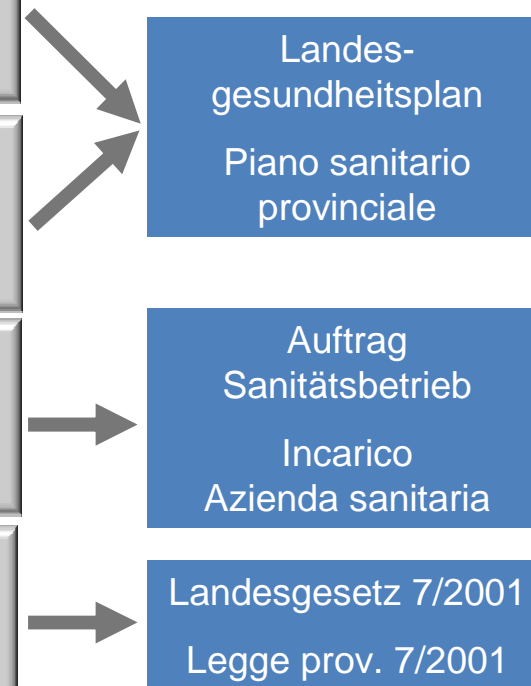 Landes-
gesundheitsplan
Piano sanitario
provinciale
Auftrag
Sanitätsbetrieb
Incarico
Azienda sanitaria
Landesgesetz 7/2001
Legge prov. 7/2001